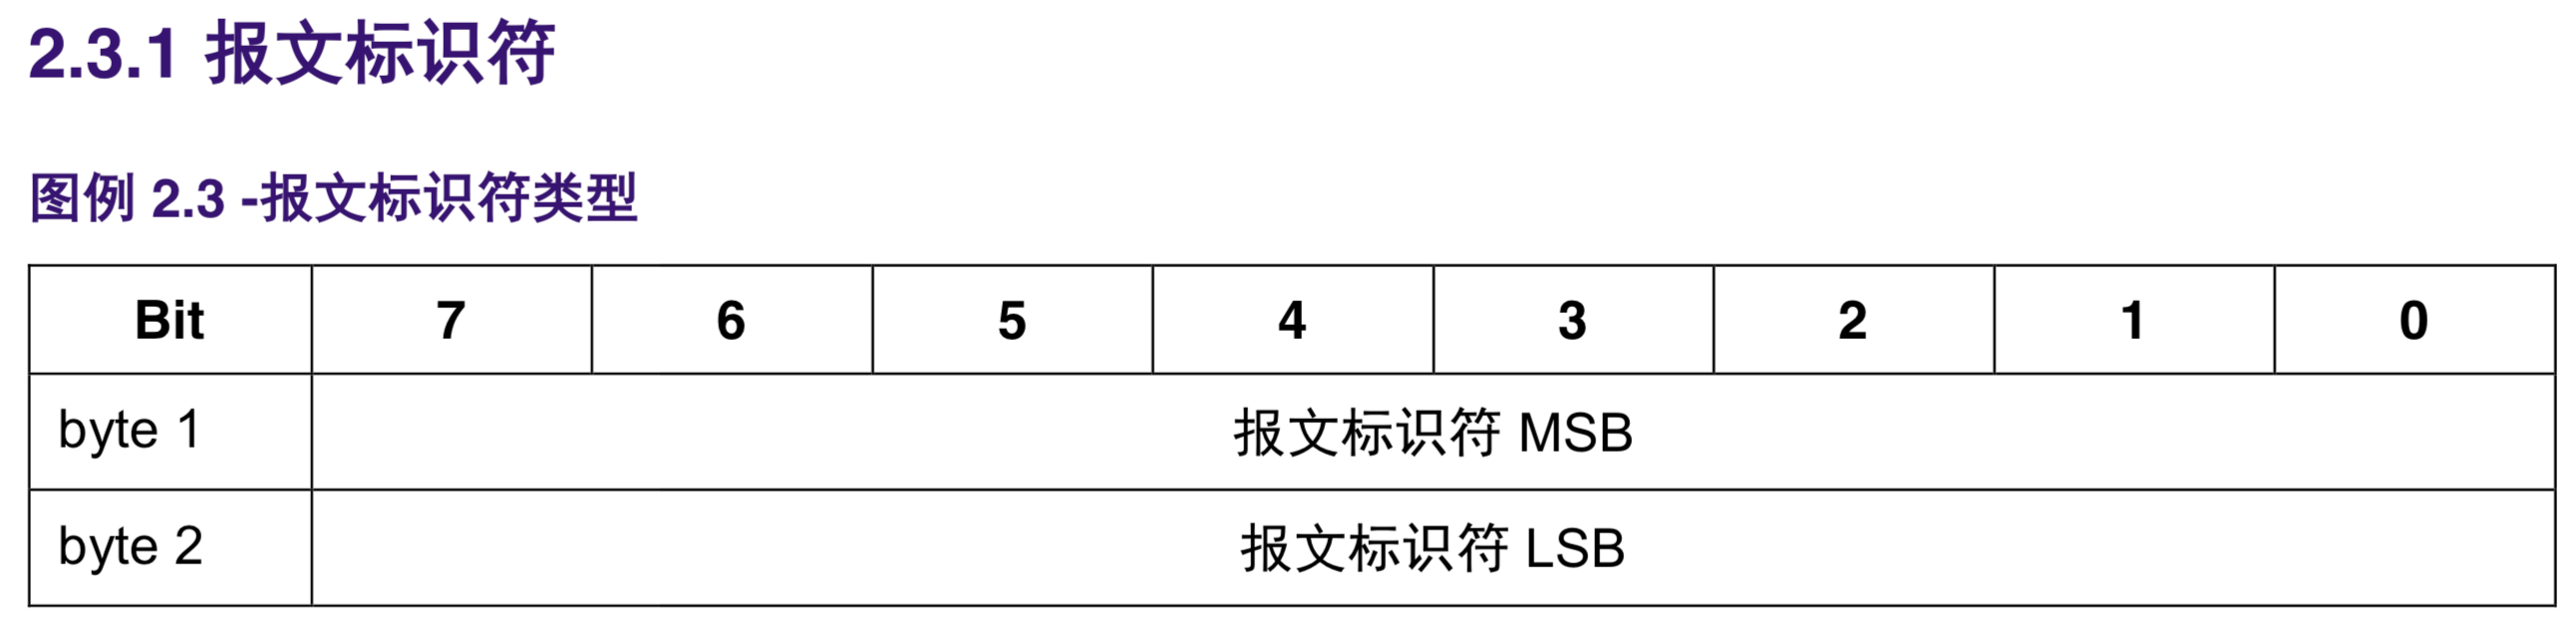 2.3.1 报文标识符
图例 2.3 -报文标识符类型
Bit 7 6 5 4 3 2 1 0
byte 1 报文标识符 MSB
byte 2 报文标识符 LSB